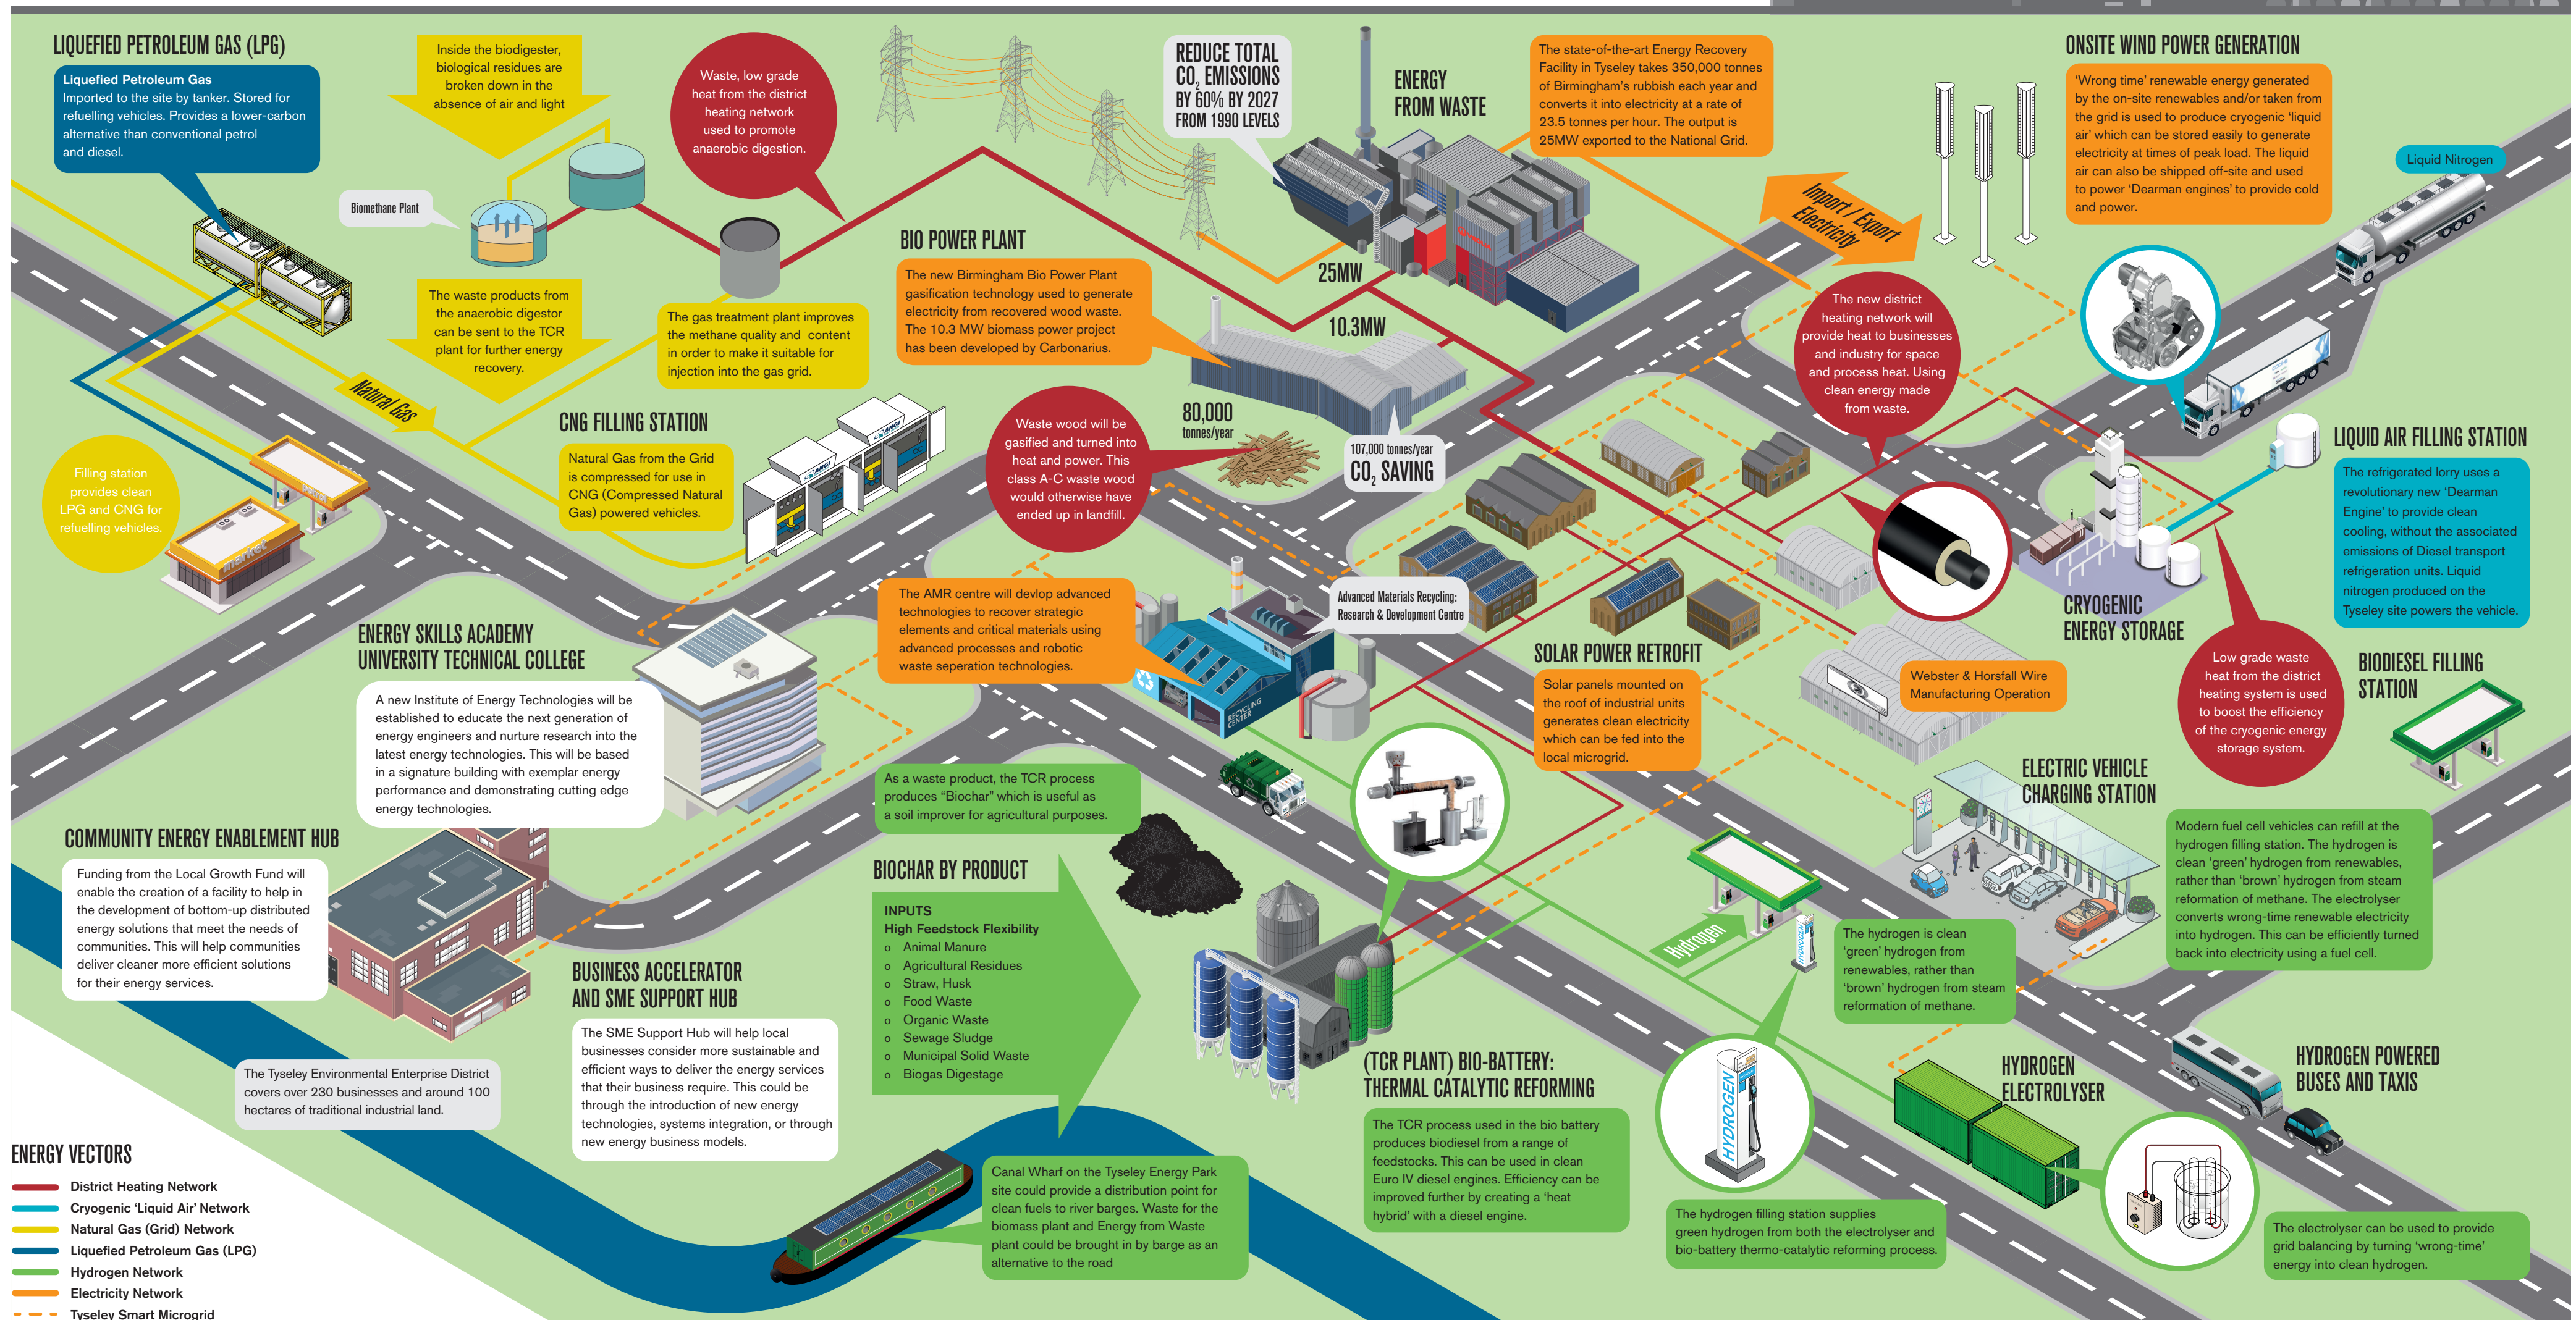 LIQUEFIED PETROLEUM GAS (LPG)
Liquefied Petroleum Gas
Imported to the site by tanker. Stored for
refuelling vehicles. Provides a lower-carbon
alternative than conventional petrol
and diesel.
Inside the biodigester,
biological residues are
broken down in the
absence of air and light
Waste, low grade
heat from the district
heating network
used to promote
anaerobic digestion.
REDUCE TOTAL
CO2 EMISSIONS
BY 60% BY 2027
FROM 1990 LEVELS
ENERGY
FROM WASTE
The state-of-the-art Energy Recovery
Facility in Tyseley takes 350,000 tonnes
of Birmingham's rubbish each year and
converts it into electricity at a rate of
23.5 tonnes per hour. The output is
25MW exported to the National Grid.
ONSITE WIND POWER GENERATION
'Wrong time' renewable energy generated
by the on-site renewables and/or taken from
the grid is used to produce cryogenic 'liquid
air' which can be stored easily to generate
electricity at times of peak load. The liquid
air can also be shipped off-site and used
to power 'Dearman engines' to provide cold
and power.
Liquid Nitrogen
Biomethane Plant
Import / Export
Electricity
BIO POWER PLANT
The new Birmingham Bio Power Plant
gasification technology used to generate
electricity from recovered wood waste.
The 10.3 MW biomass power project
has been developed by Carbonarius.
25MW
10.3MW
The waste products from
the anaerobic digestor
can be sent to the TCR
plant for further energy
recovery.
The gas treatment plant improves
the methane quality and content
in order to make it suitable for
injection into the gas grid.
The new district
heating network will
provide heat to businesses
and industry for space
and process heat. Using
clean energy made
from waste.
Natural Gas
CNG FILLING STATION
Natural Gas from the Grid
is compressed for use in
CNG (Compressed Natural
Gas) powered vehicles.
ANGI
ANGI
Waste wood will be
gasified and turned into
heat and power. This
class A-C waste wood
would otherwise have
ended up in landfill.
80,000
tonnes/year
107,000 tonnes/year
CO2 SAVING
Filling station
provides clean
LPG and CNG for
refuelling vehicles.
market
LIQUID AIR FILLING STATION
The refrigerated lorry uses a
revolutionary new 'Dearman
Engine' to provide clean
cooling, without the associated
emissions of Diesel transport
refrigeration units. Liquid
nitrogen produced on the
Tyseley site powers the vehicle.
CRYOGENIC
ENERGY STORAGE
The AMR centre will devlop advanced
technologies to recover strategic
elements and critical materials using
advanced processes and robotic
waste seperation technologies.
Advanced Materials Recycling:
Research & Development Centre
RECYCLING
CENTER
ENERGY SKILLS ACADEMY
UNIVERSITY TECHNICAL COLLEGE
A new Institute of Energy Technologies will be
established to educate the next generation of
energy engineers and nurture research into the
latest energy technologies. This will be based
in a signature building with exemplar energy
performance and demonstrating cutting edge
energy technologies.
SOLAR POWER RETROFIT
Solar panels mounted on
the roof of industrial units
generates clean electricity
which can be fed into the
local microgrid.
Webster & Horsfall Wire
Manufacturing Operation
Low grade waste
heat from the district
heating system is used
to boost the efficiency
of the cryogenic energy
storage system.
BIODIESEL FILLING
STATION
ELECTRIC VEHICLE
CHARGING STATION
As a waste product, the TCR process
produces "Biochar" which is useful as
a soil improver for agricultural purposes.
COMMUNITY ENERGY ENABLEMENT HUB
Funding from the Local Growth Fund will
enable the creation of a facility to help in
the development of bottom-up distributed
energy solutions that meet the needs of
communities. This will help communities
deliver cleaner more efficient solutions
for their energy services.
BIOCHAR BY PRODUCT
INPUTS
High Feedstock Flexibility
o Animal Manure
o Agricultural Residues
o Straw, Husk
o Food Waste
o Organic Waste
o Sewage Sludge
o Municipal Solid Waste
o Biogas Digestage
Modern fuel cell vehicles can refill at the
hydrogen filling station. The hydrogen is
clean 'green' hydrogen from renewables,
rather than 'brown' hydrogen from steam
reformation of methane. The electrolyser
converts wrong-time renewable electricity
into hydrogen. This can be efficiently turned
back into electricity using a fuel cell.
Hydrogen
HYDROGEN
The hydrogen is clean
'green' hydrogen from
renewables, rather than
'brown' hydrogen from steam
reformation of methane.
BUSINESS ACCELERATOR
AND SME SUPPORT HUB
The SME Support Hub will help local
businesses consider more sustainable and
efficient ways to deliver the energy services
that their business require. This could be
through the introduction of new energy
technologies, systems integration, or through
new energy business models.
The Tyseley Environmental Enterprise District
covers over 230 businesses and around 100
hectares of traditional industrial land.
(TCR PLANT) BIO-BATTERY:
THERMAL CATALYTIC REFORMING
The TCR process used in the bio battery
produces biodiesel from a range of
feedstocks. This can be used in clean
Euro IV diesel engines. Efficiency can be
improved further by creating a 'heat
hybrid' with a diesel engine.
HYDROGEN
HYDROGEN
ELECTROLYSER
HYDROGEN POWERED
BUSES AND TAXIS
Canal Wharf on the Tyseley Energy Park
site could provide a distribution point for
clean fuels to river barges. Waste for the
biomass plant and Energy from Waste
plant could be brought in by barge as an
alternative to the road
The hydrogen filling station supplies
green hydrogen from both the electrolyser and
bio-battery thermo-catalytic reforming process.
The electrolyser can be used to provide
grid balancing by turning 'wrong-time'
energy into clean hydrogen.
ENERGY VECTORS
District Heating Network
Cryogenic 'Liquid Air' Network
Natural Gas (Grid) Network
Liquefied Petroleum Gas (LPG)
Hydrogen Network
Electricity Network
Tyseley Smart Microgrid